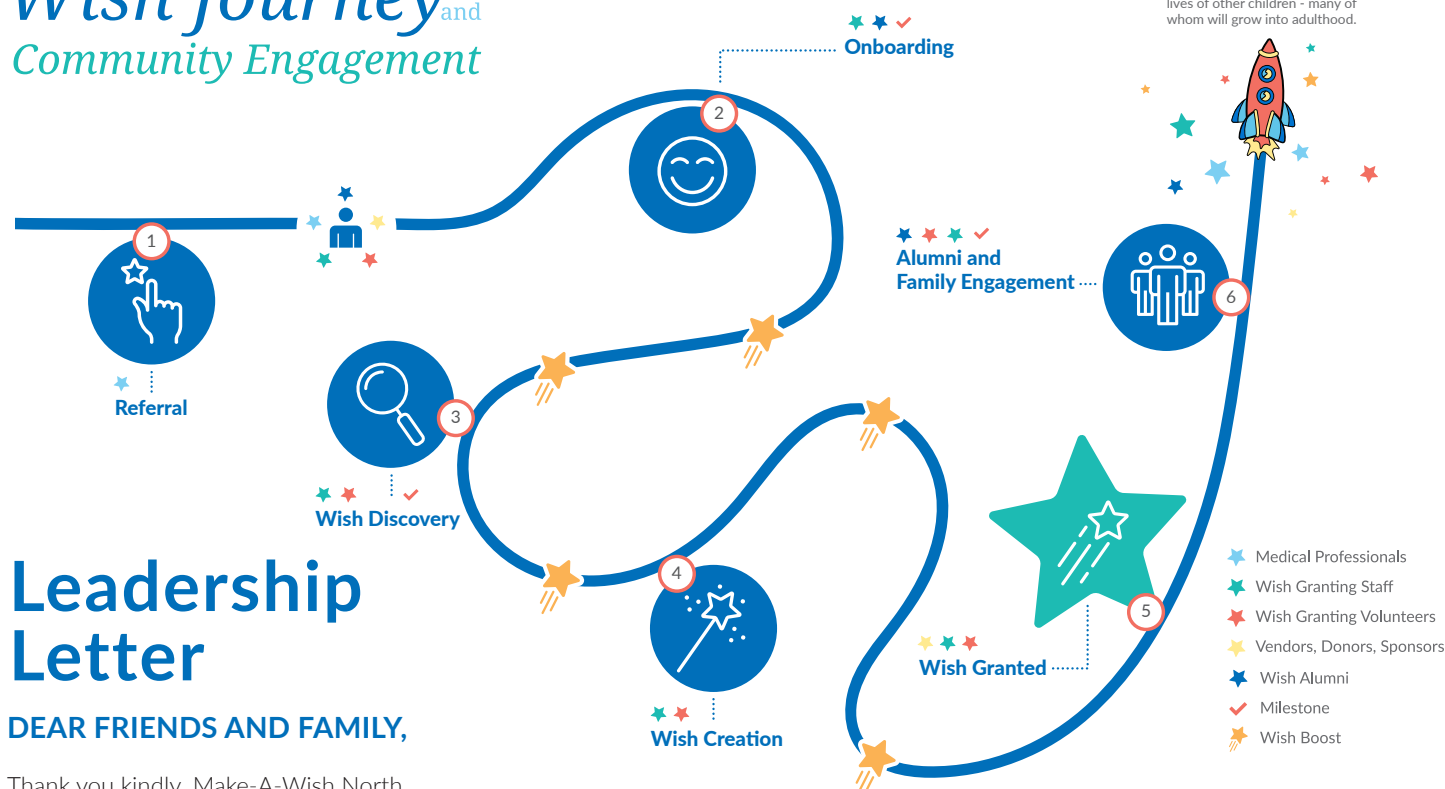 Wish Journey and
Community Engagement
lives of other children - many of
whom will grow into adulthood.
1
Referral
2
Onboarding
3
Wish Discovery
4
Wish Creation
5
Wish Granted
6
Alumni and
Family Engagement
Medical Professionals
Wish Granting Staff
Wish Granting Volunteers
Vendors, Donors, Sponsors
Wish Alumni
Milestone
Wish Boost
Leadership
Letter
DEAR FRIENDS AND FAMILY,
Thank you kindly, Make-A-Wish North